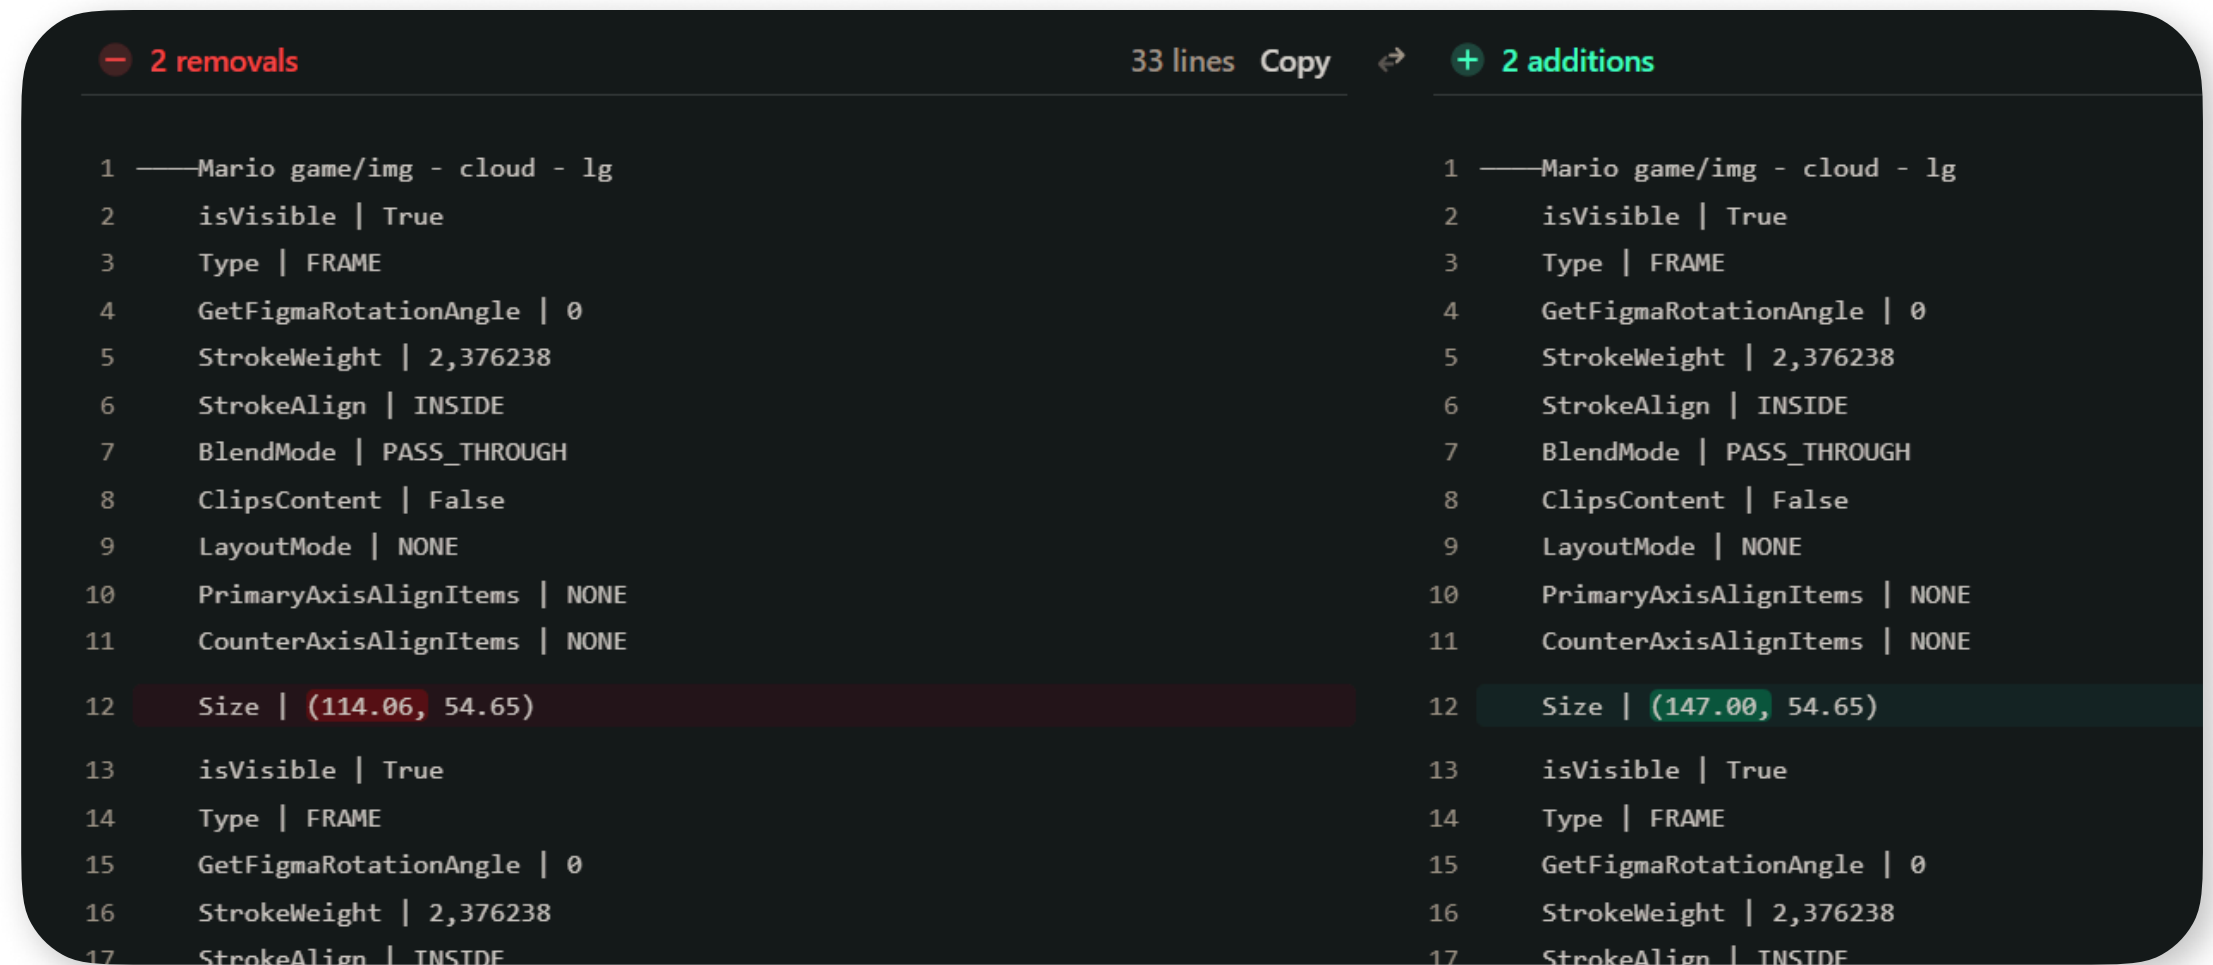 2 removals
33 lines Copy
2 additions
1 ————Mario game/img - cloud - lg
2 isVisible | True
3 Type | FRAME
4 GetFigmaRotationAngle | 0
5 StrokeWeight | 2,376238
6 StrokeAlign | INSIDE
7 BlendMode | PASS_THROUGH
8 ClipsContent | False
9 LayoutMode | NONE
10 PrimaryAxisAlignItems | NONE
11 CounterAxisAlignItems | NONE
12 Size | (114.06, 54.65)
13 isVisible | True
14 Type | FRAME
15 GetFigmaRotationAngle | 0
16 StrokeWeight | 2,376238
17 StrokeAlign | INSIDE
1 ————Mario game/img - cloud - lg
2 isVisible | True
3 Type | FRAME
4 GetFigmaRotationAngle | 0
5 StrokeWeight | 2,376238
6 StrokeAlign | INSIDE
7 BlendMode | PASS_THROUGH
8 ClipsContent | False
9 LayoutMode | NONE
10 PrimaryAxisAlignItems | NONE
11 CounterAxisAlignItems | NONE
12 Size | (147.00, 54.65)
13 isVisible | True
14 Type | FRAME
15 GetFigmaRotationAngle | 0
16 StrokeWeight | 2,376238
17 StrokeAlign | INSIDE